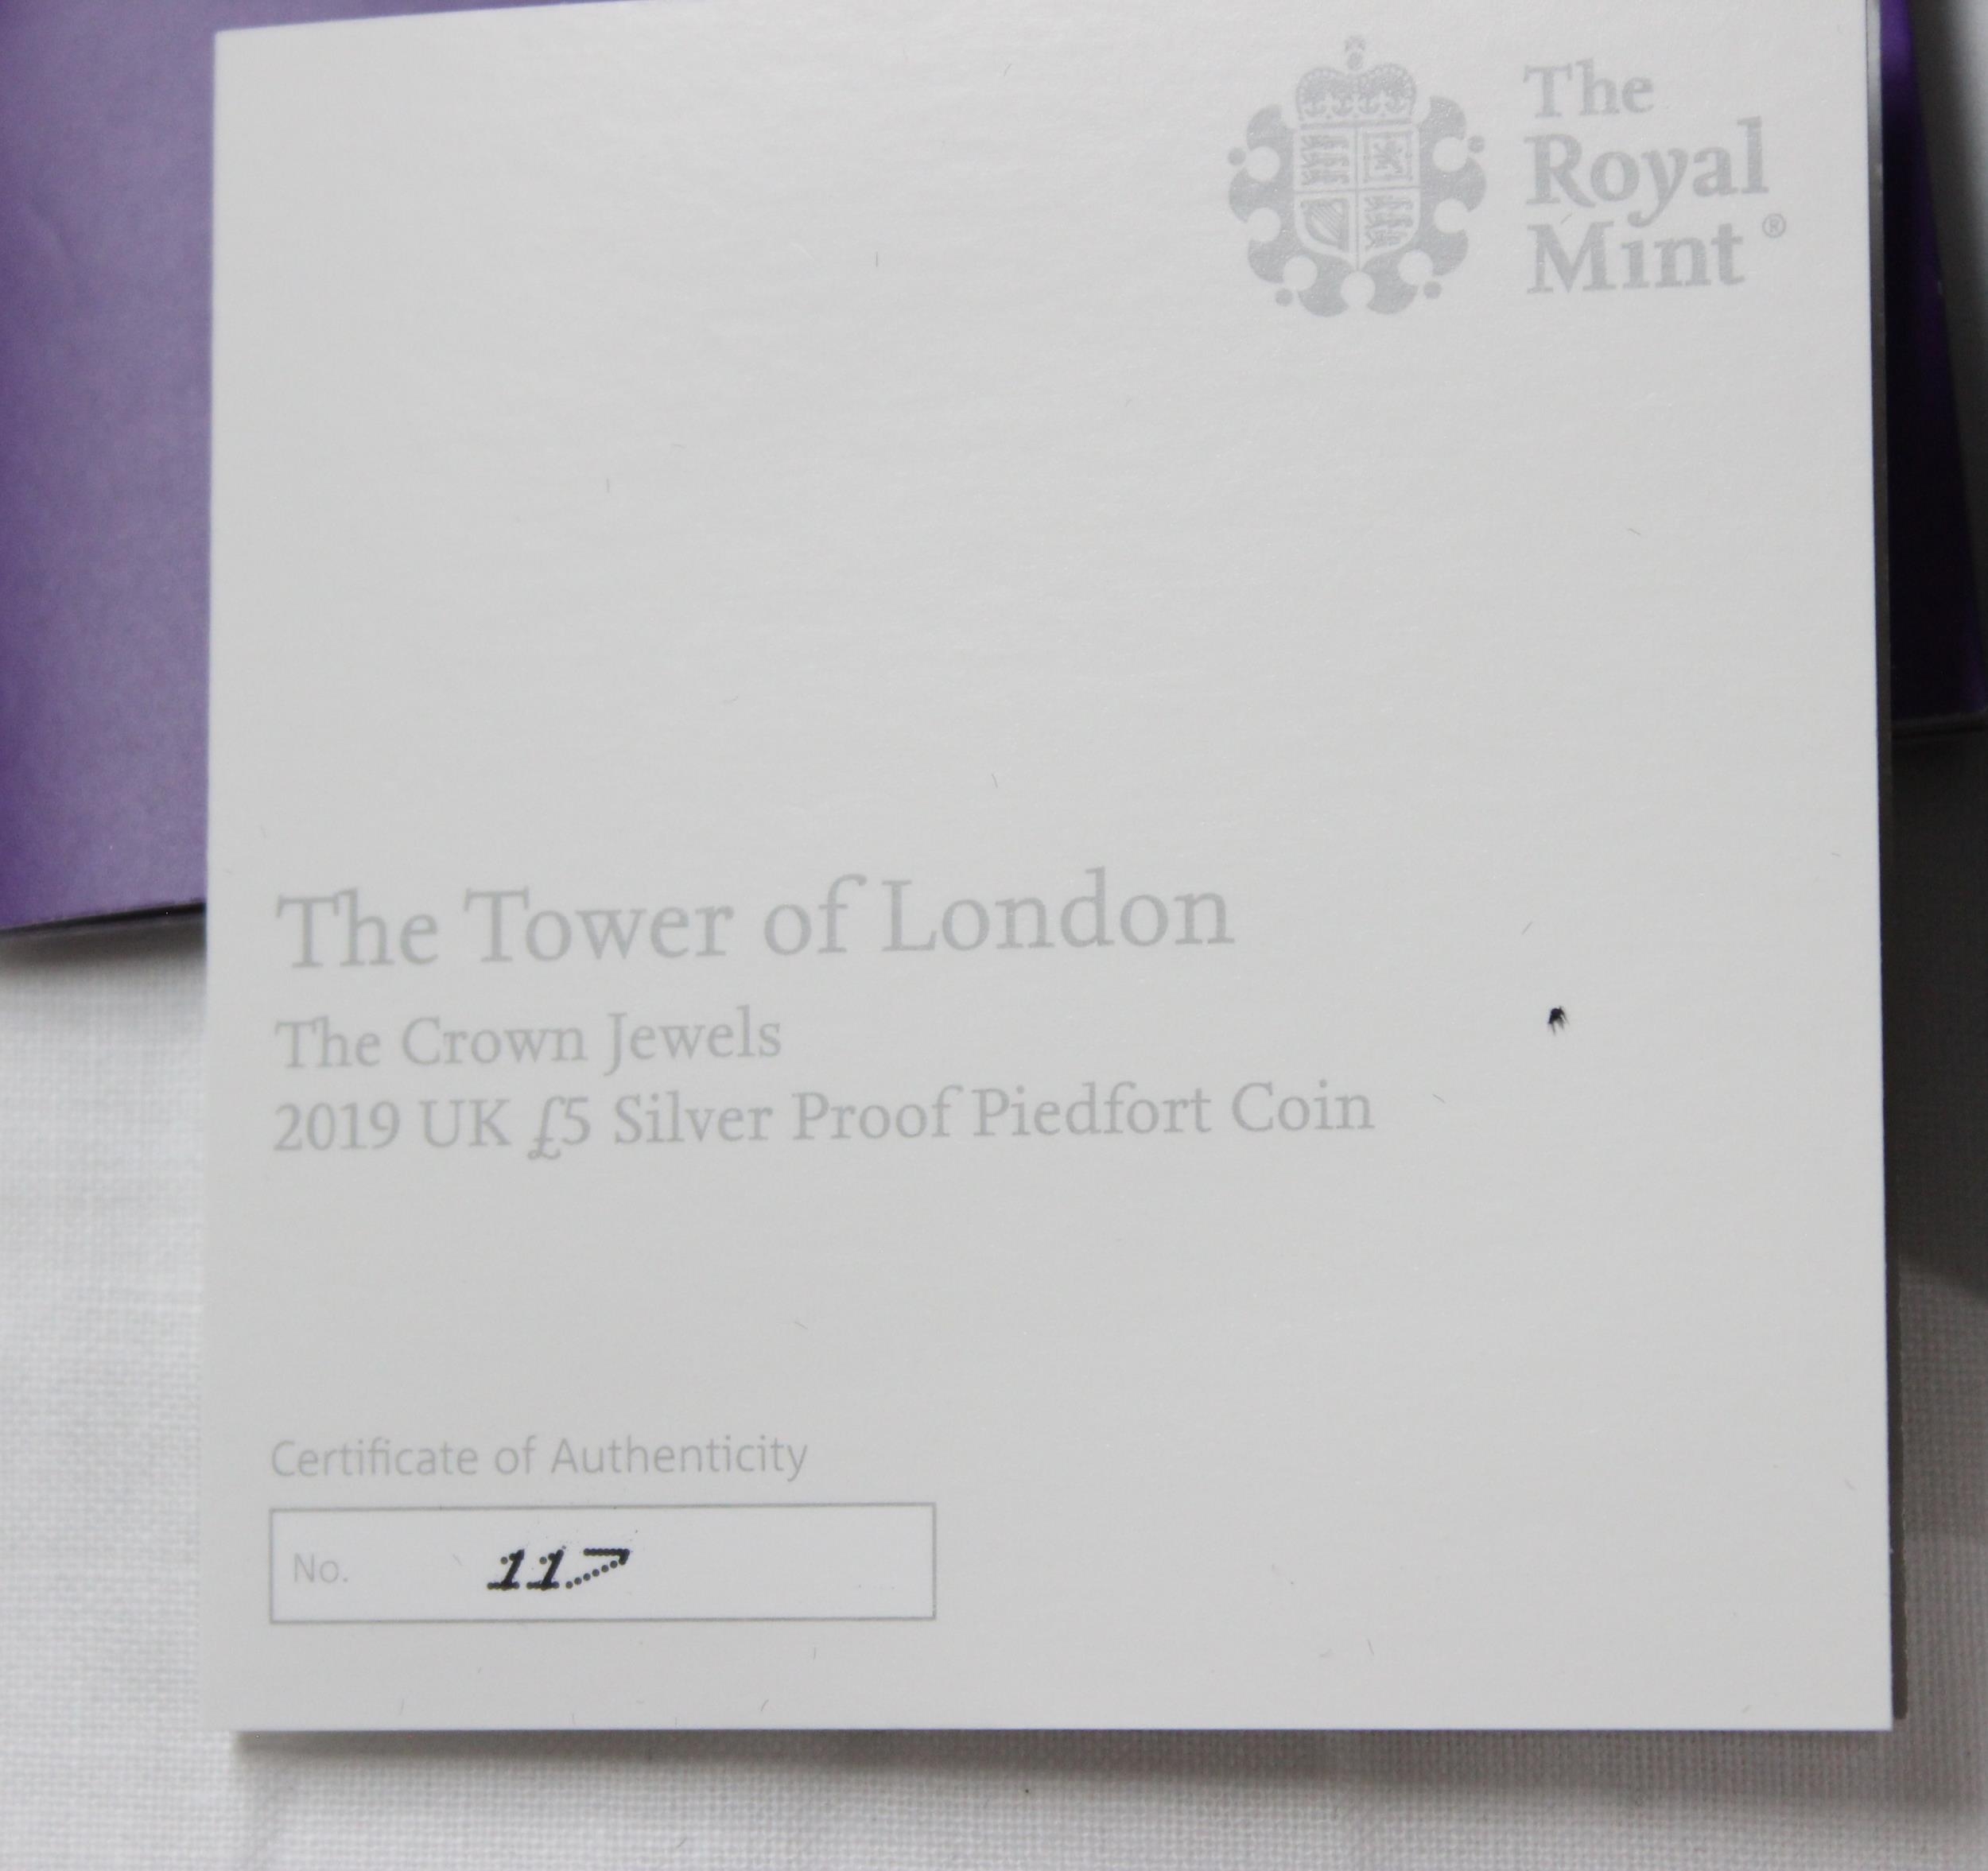 The
Royal
Mint®
The Tower of London
The Crown Jewels
2019 UK £5 Silver Proof Piedfort Coin
Certificate of Authenticity
No. 117